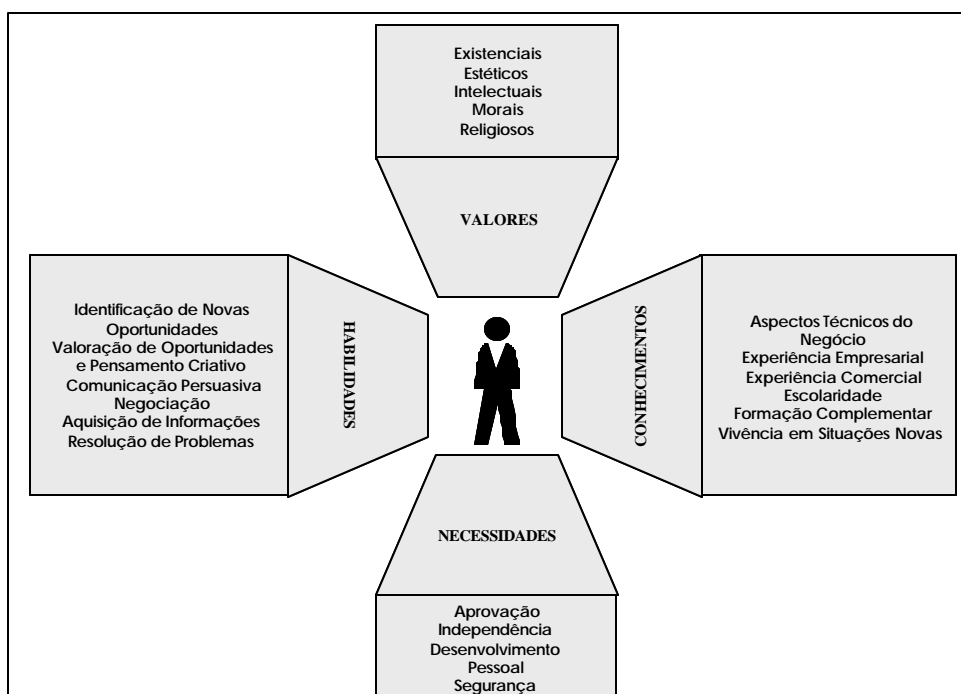 Existenciais
Estéticos
Intelectuais
Morais
Religiosos
VALORES
Identificação de Novas
Oportunidades
Valoração de Oportunidades
e Pensamento Criativo
Comunicação Persuasiva
Negociação
Aquisição de Informações
Resolução de Problemas
HABILIDADES
CONHECIMENTOS
Aspectos Técnicos do
Negócio
Experiência Empresarial
Experiência Comercial
Escolaridade
Formação Complementar
Vivência em Situações Novas
NECESSIDADES
Aprovação
Independência
Desenvolvimento
Pessoal
Segurança